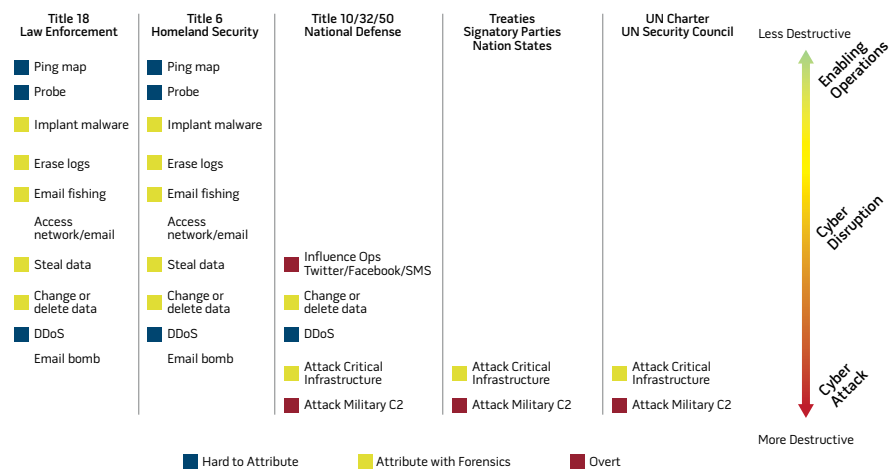 Title 18
Law Enforcement
Ping map
Probe
Implant malware
Erase logs
Email fishing
Access
network/email
Steal data
Change or
delete data
DDoS
Email bomb
Title 6
Homeland Security
Ping map
Probe
Implant malware
Erase logs
Email fishing
Access
network/email
Steal data
Change or
delete data
DDoS
Email bomb
Title 10/32/50
National Defense
Influence Ops
Twitter/Facebook/SMS
Change or
delete data
DDoS
Attack Critical
Infrastructure
Attack Military C2
Treaties
Signatory Parties
Nation States
Attack Critical
Infrastructure
Attack Military C2
UN Charter
UN Security Council
Attack Critical
Infrastructure
Attack Military C2
Less Destructive
Enabling
Operations
Cyber
Disruption
Cyber
Attack
More Destructive
Hard to Attribute
Attribute with Forensics
Overt